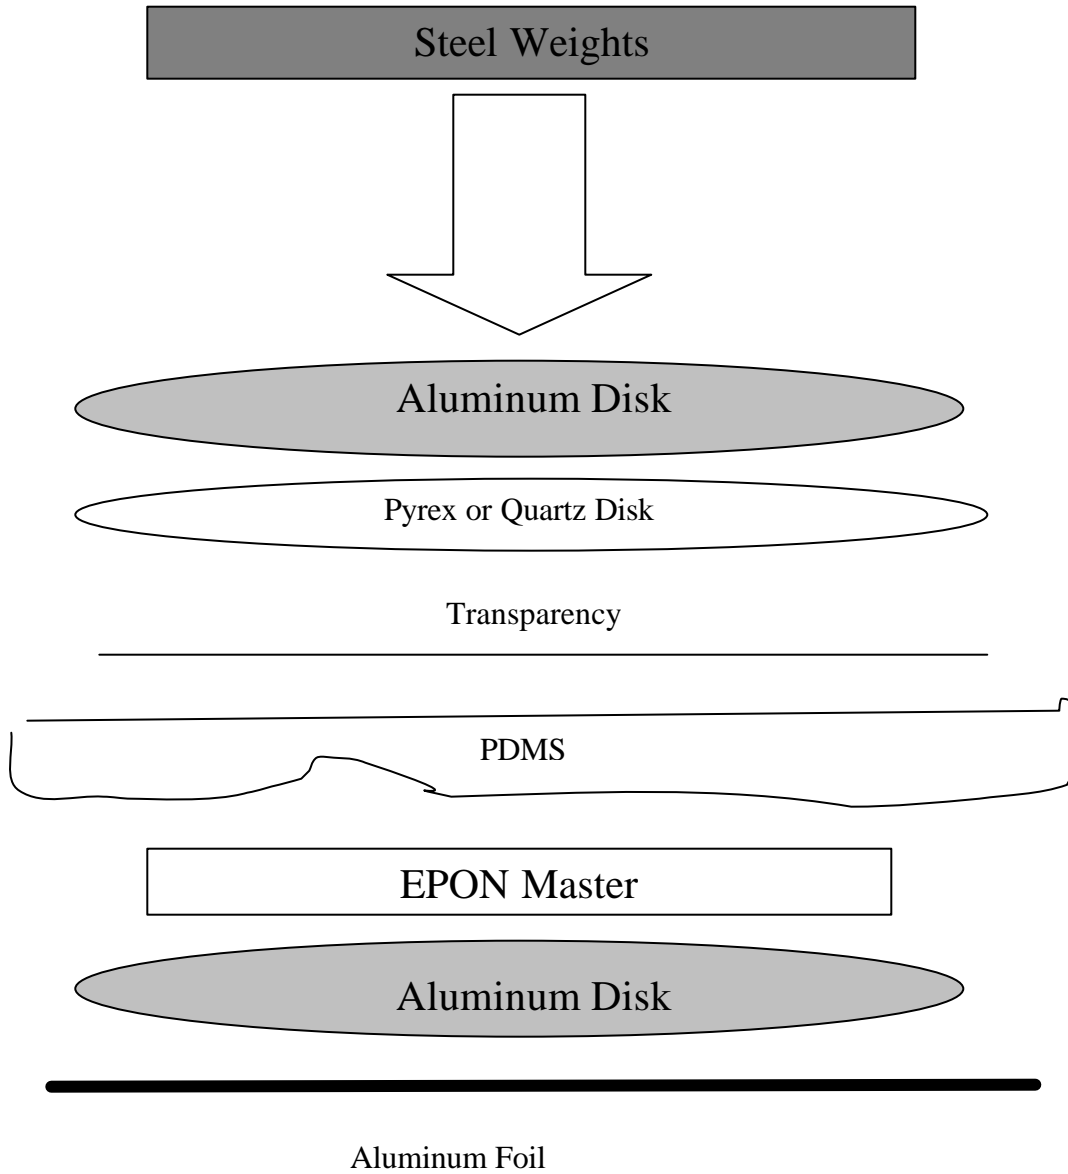 Steel Weights
Aluminum Disk
Pyrex or Quartz Disk
Transparency
PDMS
EPON Master
Aluminum Disk
Aluminum Foil